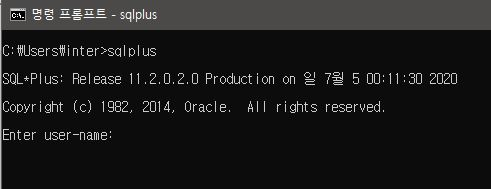 명령 프롬프트 - sqlplus
C:\Users\inter>sqlplus
SQL*Plus: Release 11.2.0.2.0 Production on 일 7월 5 00:11:30 2020
Copyright (c) 1982, 2014, Oracle.  All rights reserved.
Enter user-name: